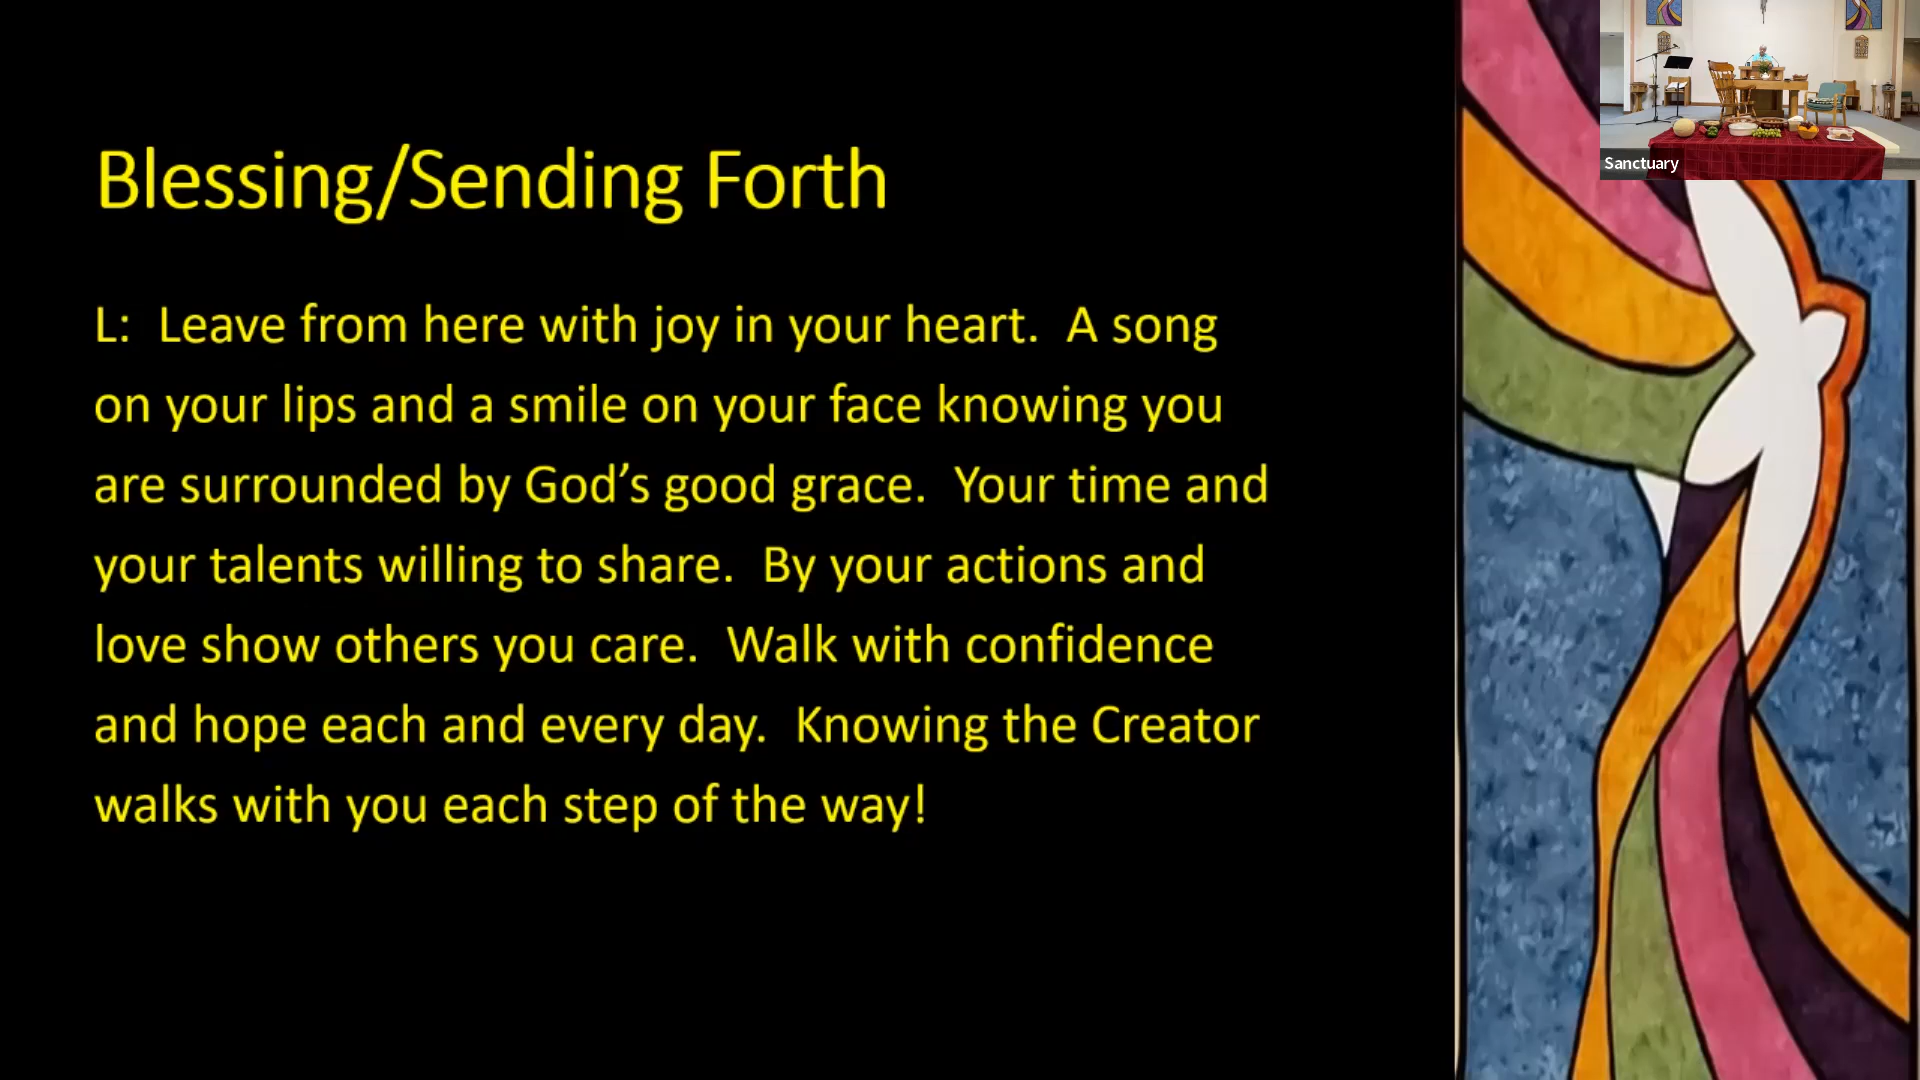 Blessing/Sending Forth
L:  Leave from here with joy in your heart.  A song
on your lips and a smile on your face knowing you
are surrounded by God’s good grace.  Your time and
your talents willing to share.  By your actions and
love show others you care.  Walk with confidence
and hope each and every day.  Knowing the Creator
walks with you each step of the way!
Sanctuary